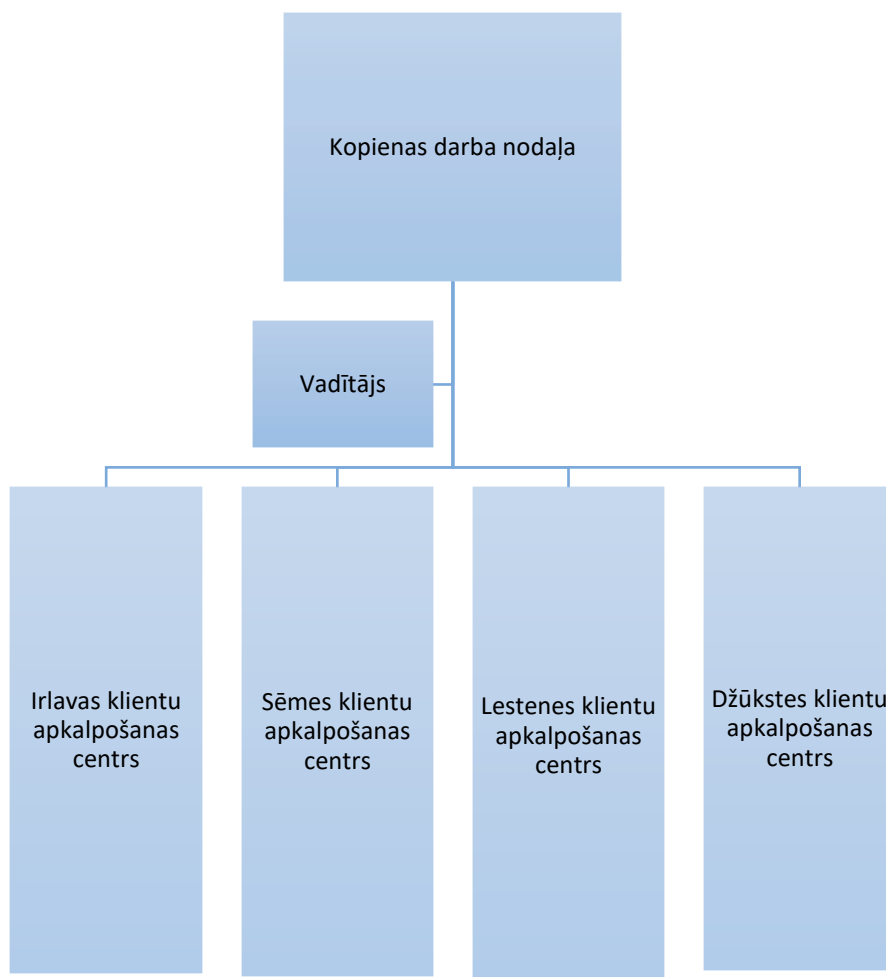 Kopienas darba nodaļa
Vadītājs
Irlavas klientu
apkalpošanas
centrs
Sēmes klientu
apkalpošanas
centrs
Lestenes klientu
apkalpošanas
centrs
Džūkstes klientu
apkalpošanas
centrs